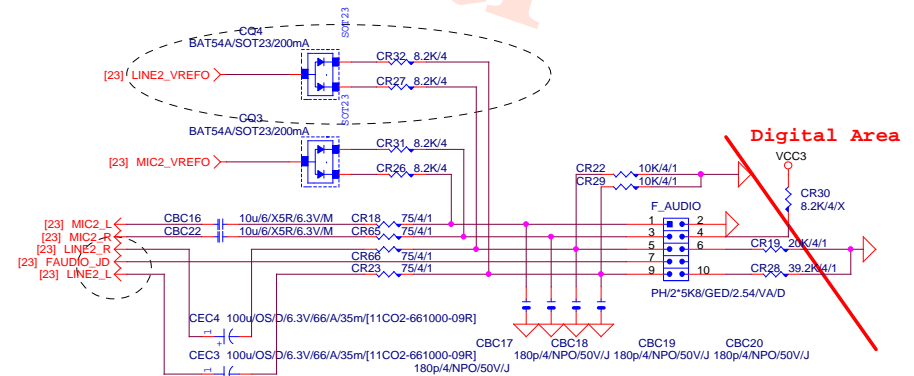 CQ4
BAT54A/SOT23/200mA
SOT23
[23] LINE2_VREFO
CR32 8.2K/4
CR27 8.2K/4
SOT23
CQ3
BAT54A/SOT23/200mA
[23] MIC2_VREFO
CR31 8.2K/4
CR26 8.2K/4
Digital Area
VCC3
CR22 10K/4/1
CR29 10K/4/1
CR30
8.2K/4/X
F_AUDIO
[23] MIC2_L CBC16 10u/6/X5R/6.3V/M CR18 75/4/1 1 2
[23] MIC2_R CBC22 10u/6/X5R/6.3V/M CR65 75/4/1 3 4
[23] LINE2_R 5 6 CR19 20K/4/1
[23] FAUDIO_JD CR66 75/4/1 7
[23] LINE2_L CR23 75/4/1 9 10 CR28 39.2K/4/1
PH/2*5K8/GED/2.54/VA/D
CEC4 100u/OS/D/6.3V/66/A/35m/[11CO2-661000-09R]
1 +
CBC17 CBC18 CBC19 CBC20
CEC3 100u/OS/D/6.3V/66/A/35m/[11CO2-661000-09R]
180p/4/NPO/50V/J 180p/4/NPO/50V/J 180p/4/NPO/50V/J
180p/4/NPO/50V/J
1 +